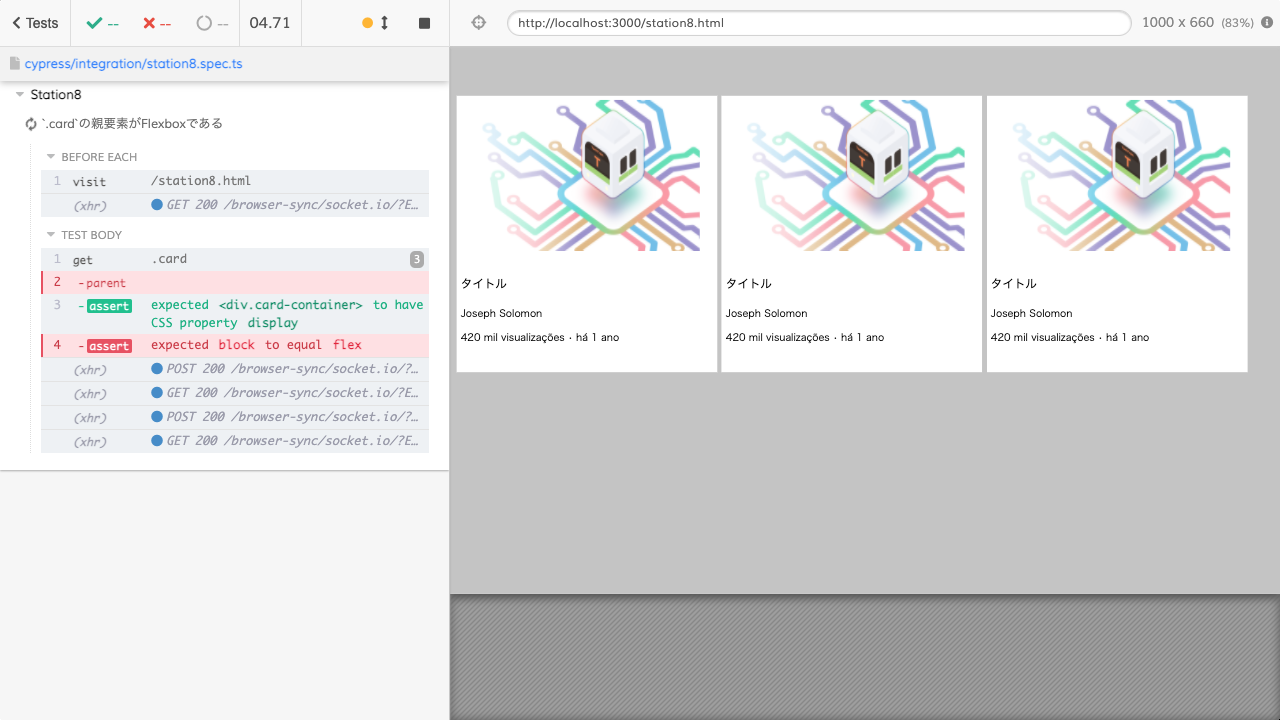 Tests
--
--
--
04.71
http://localhost:3000/station8.html
1000 x 660 (83%)
cypress/integration/station8.spec.ts
Station8
`.card`の親要素がFlexboxである
BEFORE EACH
1 visit /station8.html
(xhr) GET 200 /browser-sync/socket.io/?E…
TEST BODY
1 get .card 3
2 -parent
3 -assert expected <div.card-container> to have
CSS property display
4 -assert expected block to equal flex
(xhr) POST 200 /browser-sync/socket.io/?…
(xhr) GET 200 /browser-sync/socket.io/?E…
(xhr) POST 200 /browser-sync/socket.io/?…
(xhr) GET 200 /browser-sync/socket.io/?E…
T
タイトル
Joseph Solomon
420 mil visualizações・há 1 ano
T
タイトル
Joseph Solomon
420 mil visualizações・há 1 ano
T
タイトル
Joseph Solomon
420 mil visualizações・há 1 ano